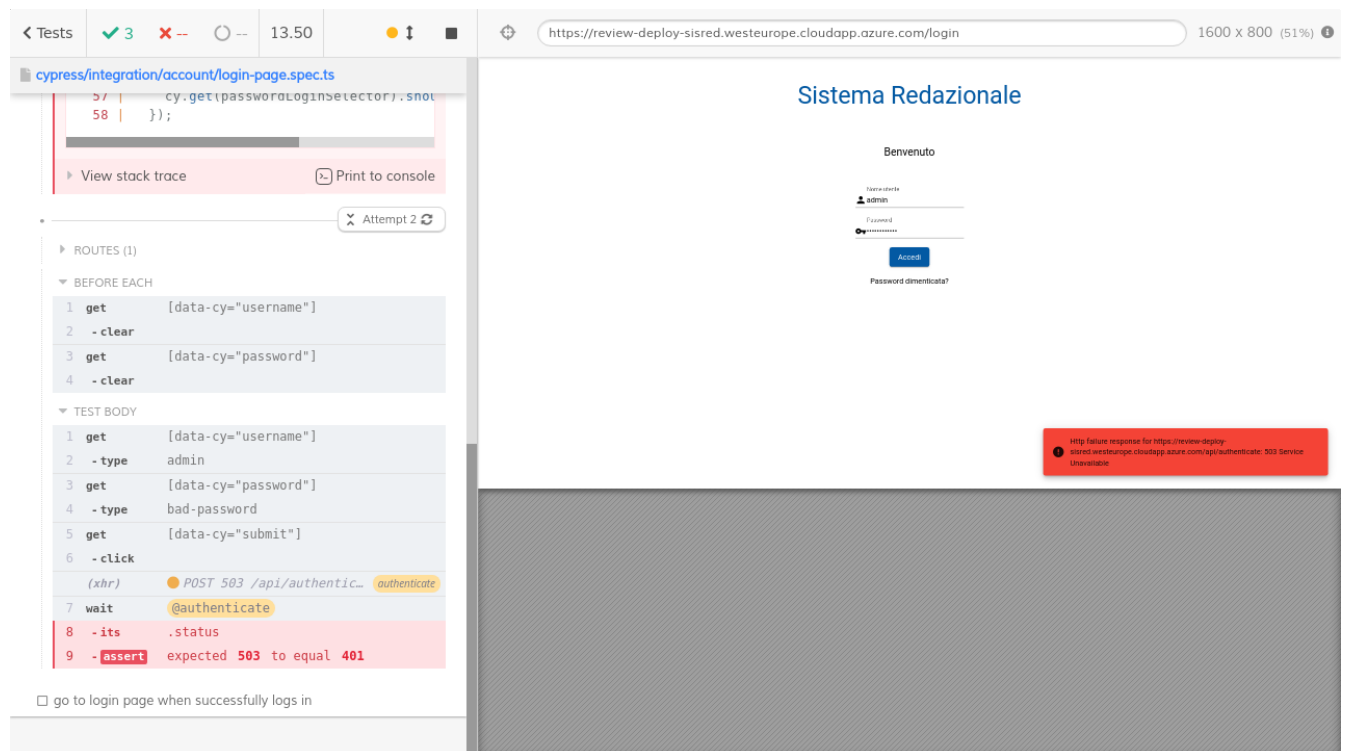 Tests 3 -- -- 13.50
https://review-deploy-sisred.westeurope.cloudapp.azure.com/login 1600 x 800 (51%)
cypress/integration/account/login-page.spec.ts
57 | cy.get(passwordLoginSelector).shou
58 | });
View stack trace Print to console
Attempt 2
ROUTES (1)
BEFORE EACH
1 get [data-cy="username"]
2 -clear
3 get [data-cy="password"]
4 -clear
TEST BODY
1 get [data-cy="username"]
2 -type admin
3 get [data-cy="password"]
4 -type bad-password
5 get [data-cy="submit"]
6 -click
(xhr) POST 503 /api/authentic… authenticate
7 wait @authenticate
8 -its .status
9 -assert expected 503 to equal 401
go to login page when successfully logs in
Sistema Redazionale
Benvenuto
Nome utente
admin
Password
Accedi
Password dimenticata?
Http failure response for https://review-deploy-
sisred.westeurope.cloudapp.azure.com/api/authenticate: 503 Service
Unavailable